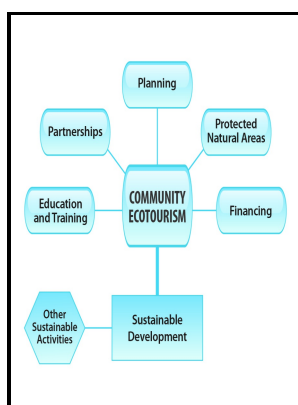 Planning
Partnerships
Protected
Natural Areas
COMMUNITY
ECOTOURISM
Education
and Training
Financing
Other
Sustainable
Activities
Sustainable
Development